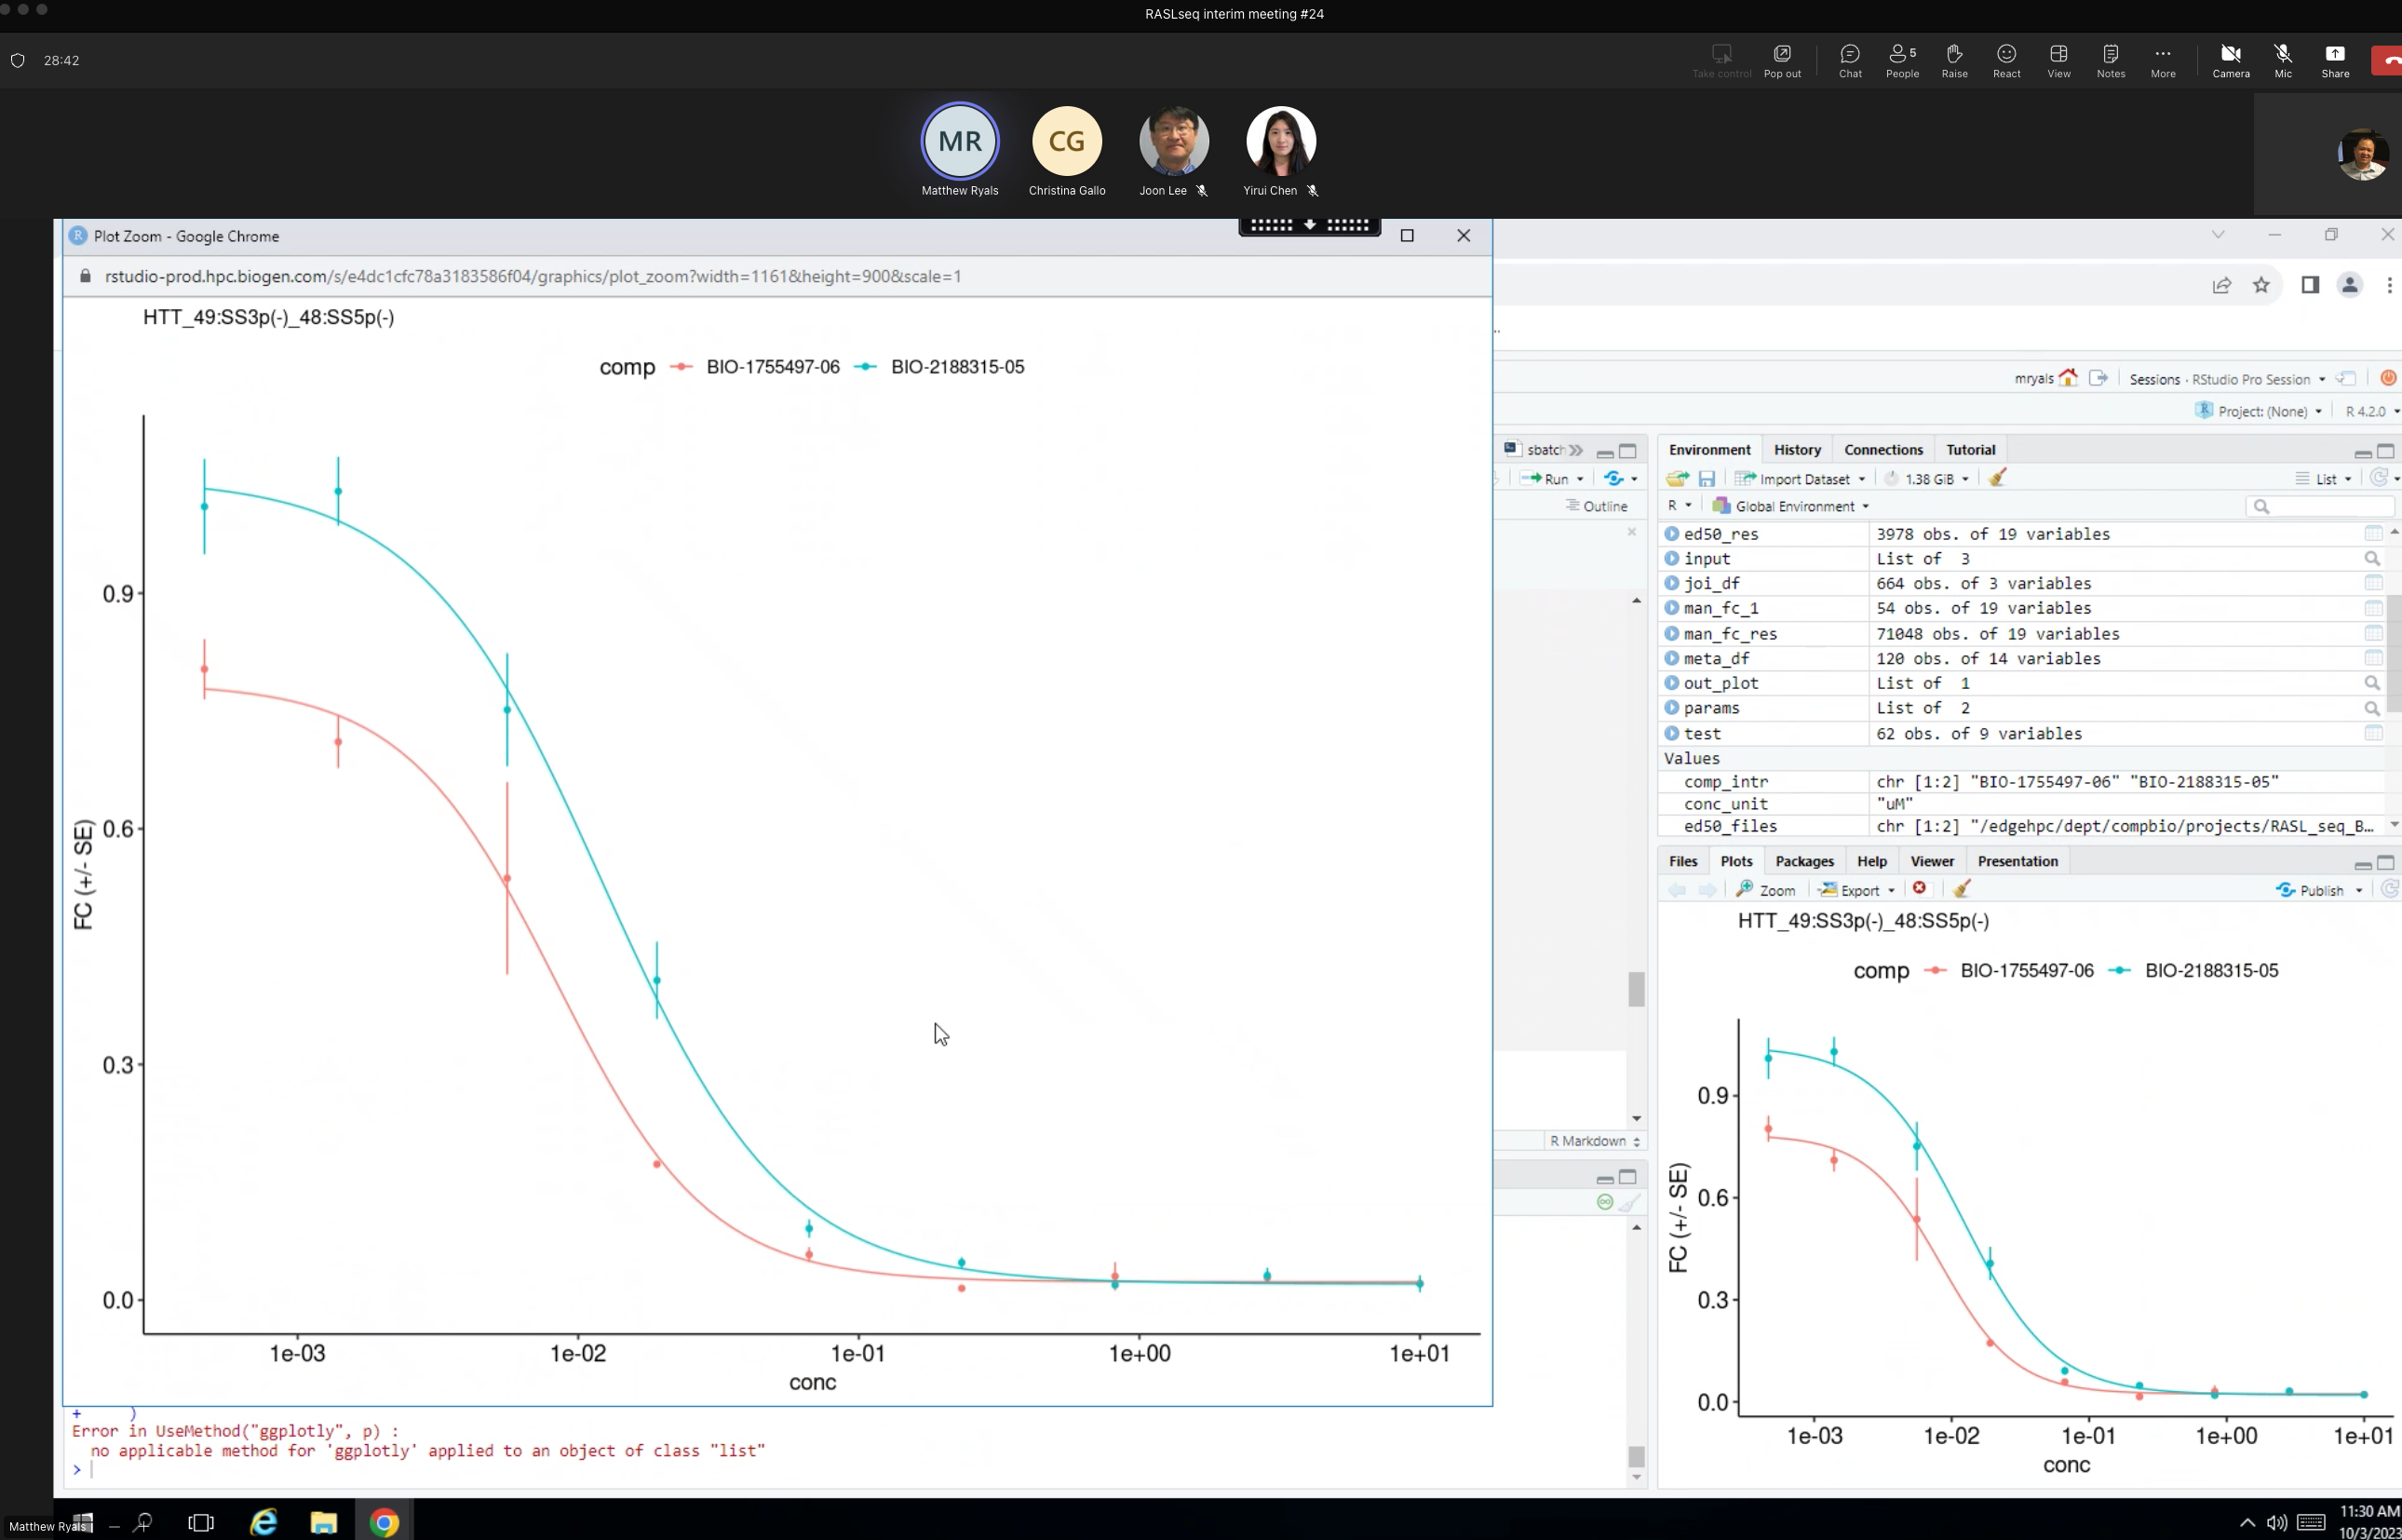 RASLseq interim meeting #24
28:42
Take control
Pop out
Chat
5
People
Raise
React
View
Notes
More
Camera
Mic
Share
MR
CG
Matthew Ryals
Christina Gallo
Joon Lee
Yirui Chen
Plot Zoom - Google Chrome
rstudio-prod.hpc.biogen.com/s/e4dc1cfc78a3183586f04/graphics/plot_zoom?width=1161&height=900&scale=1
HTT_49:SS3p(-)_48:SS5p(-)
comp BIO-1755497-06 BIO-2188315-05
FC (+/- SE)
0.9
0.6
0.3
0.0
1e-03 1e-02 1e-01 1e+00 1e+01
conc
+ )
Error in UseMethod("ggplotly", p) :
no applicable method for 'ggplotly' applied to an object of class "list"
>
mryals
Sessions · RStudio Pro Session
Project: (None)
R 4.2.0
sbatch
Run
Outline
R Markdown
Environment History Connections Tutorial
Import Dataset 1.38 GiB List
R Global Environment
ed50_res 3978 obs. of 19 variables
input List of 3
joi_df 664 obs. of 3 variables
man_fc_1 54 obs. of 19 variables
man_fc_res 71048 obs. of 19 variables
meta_df 120 obs. of 14 variables
out_plot List of 1
params List of 2
test 62 obs. of 9 variables
Values
comp_intr chr [1:2] "BIO-1755497-06" "BIO-2188315-05"
conc_unit "uM"
ed50_files chr [1:2] "/edgehpc/dept/compbio/projects/RASL_seq_B…
Files Plots Packages Help Viewer Presentation
Zoom Export Publish
HTT_49:SS3p(-)_48:SS5p(-)
comp BIO-1755497-06 BIO-2188315-05
FC (+/- SE)
0.9
0.6
0.3
0.0
1e-03 1e-02 1e-01 1e+00 1e+01
conc
Matthew Ryals
11:30 AM
10/3/2023